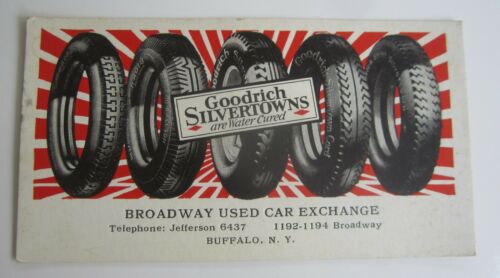 Goodrich
SILVERTOWNS
are Water Cured
BROADWAY USED CAR EXCHANGE
Telephone: Jefferson 6437 1192-1194 Broadway
BUFFALO, N. Y.